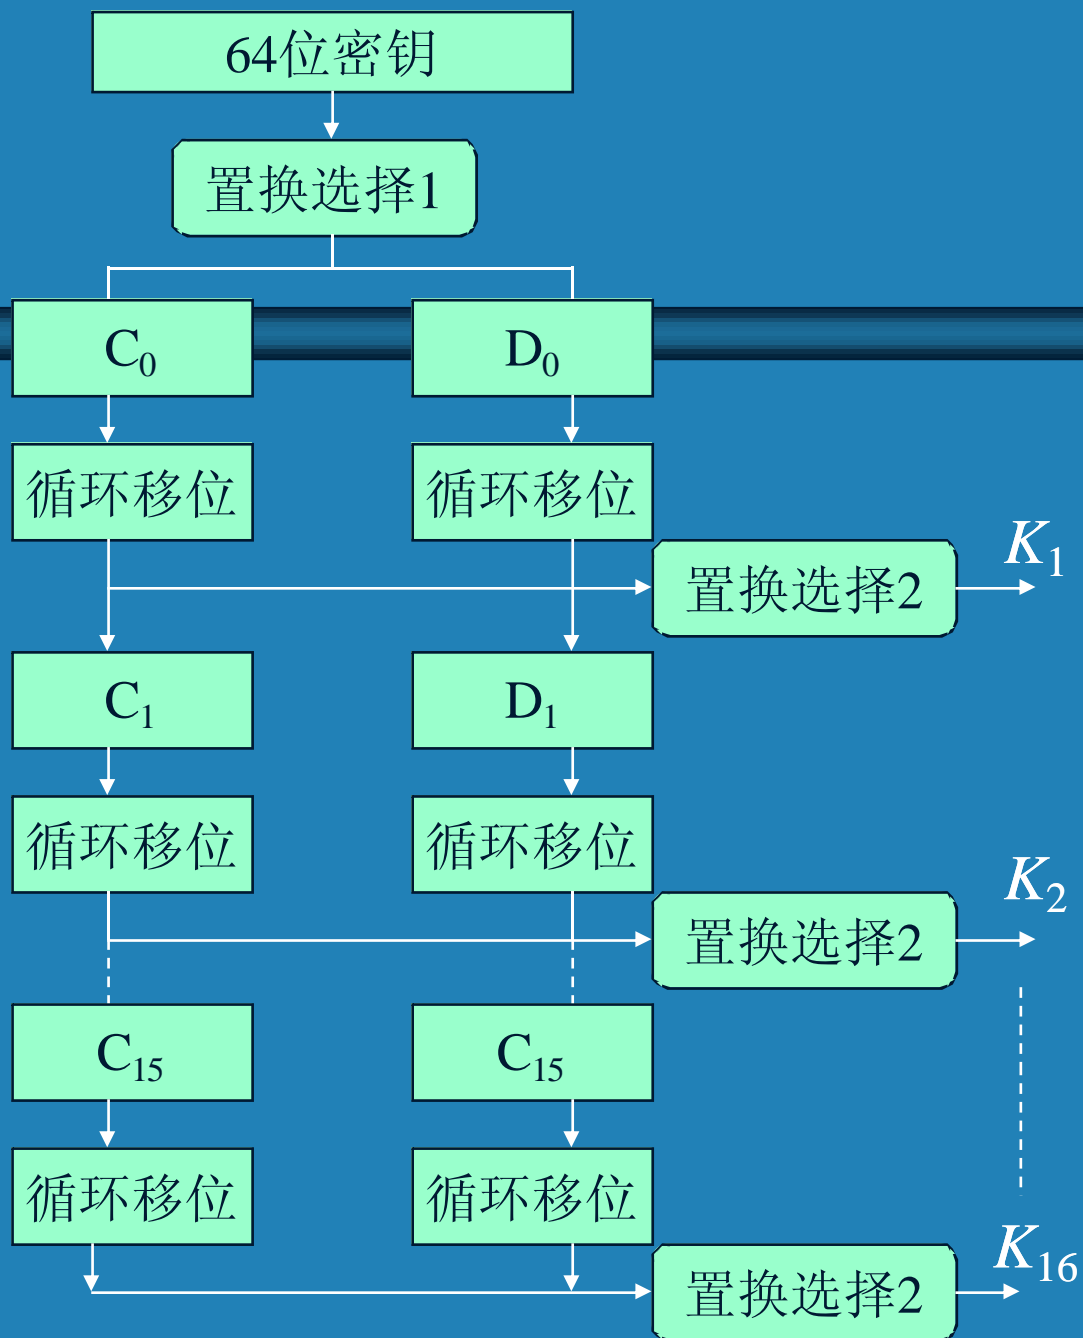 64位密钥
置换选择1
C₀ D₀
循环移位 循环移位
K₁
置换选择2
C₁ D₁
循环移位 循环移位
K₂
置换选择2
C₁₅ C₁₅
循环移位 循环移位
K₁₆
置换选择2